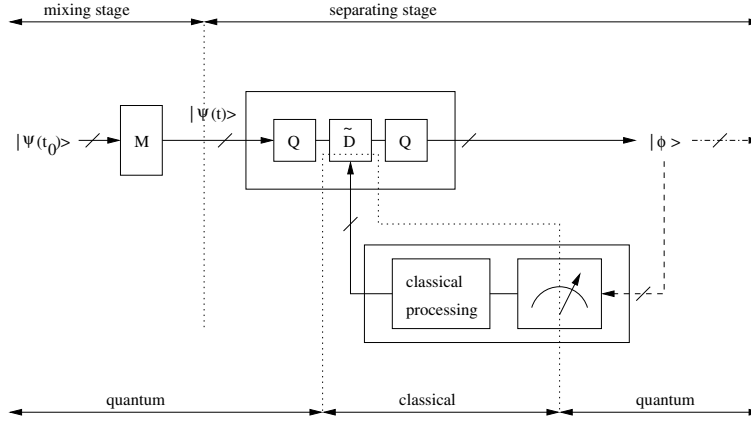 mixing stage separating stage
|Ψ(t₀)> M |Ψ(t)> Q D̃ Q |ϕ>
classical
processing
quantum classical quantum